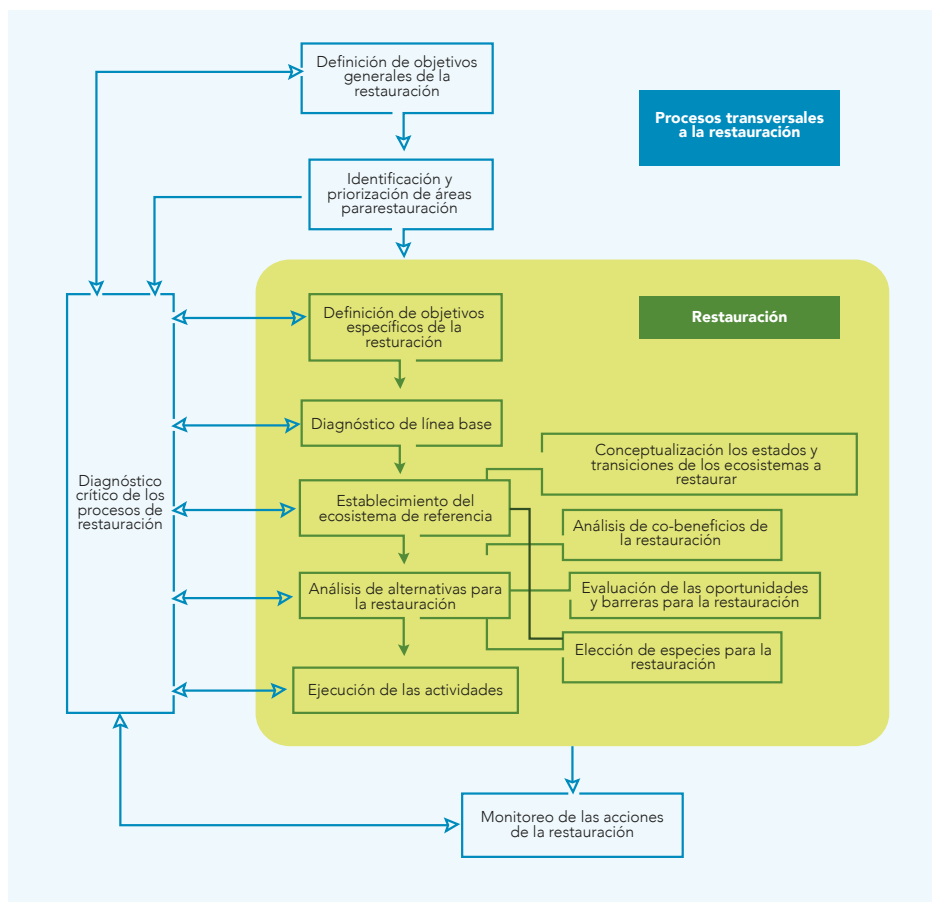 Definición de objetivos
generales de la
restauración
Procesos transversales
a la restauración
Identificación y
priorización de áreas
pararestauración
Restauración
Definición de objetivos
específicos de la
resturación
Diagnóstico de línea base
Conceptualización los estados y
transiciones de los ecosistemas a
restaurar
Diagnóstico
crítico de los
procesos de
restauración
Establecimiento del
ecosistema de referencia
Análisis de co-beneficios de
la restauración
Análisis de alternativas para
la restauración
Evaluación de las oportunidades
y barreras para la restauración
Elección de especies para la
restauración
Ejecución de las actividades
Monitoreo de las acciones
de la restauración